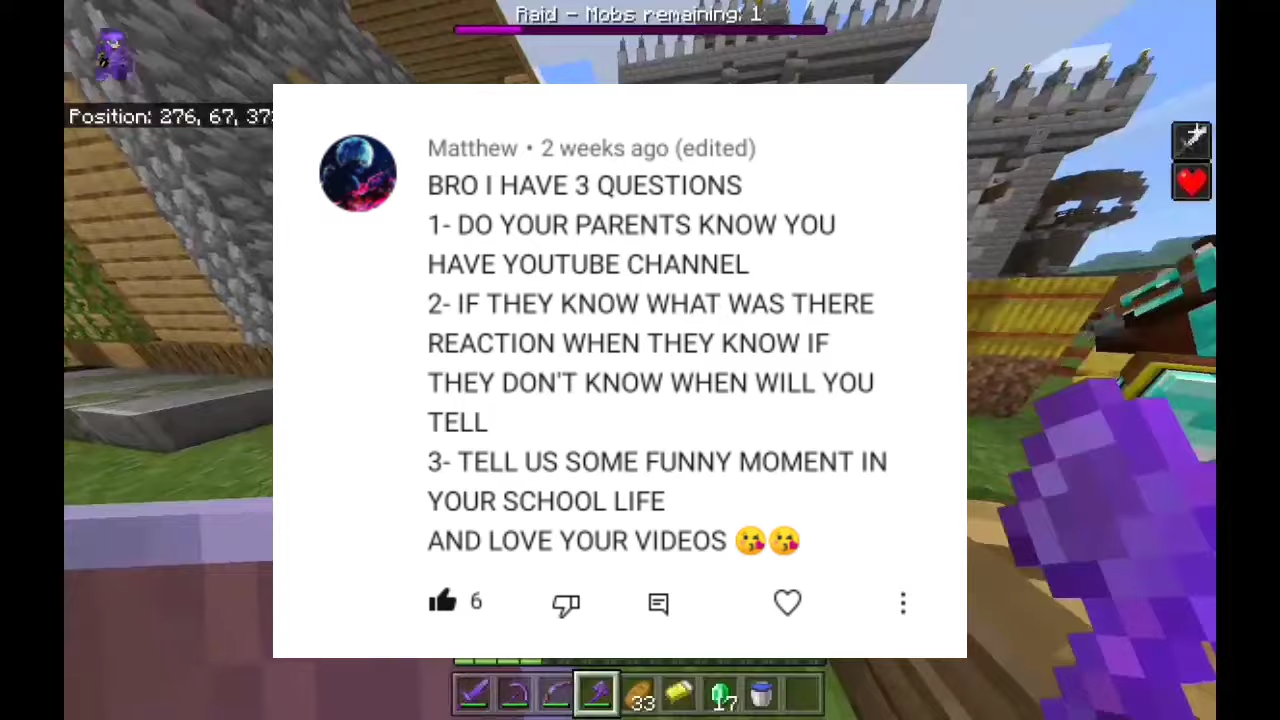 Raid - Mobs remaining: 1
Position: 276, 67, 37
Matthew • 2 weeks ago (edited)
BRO I HAVE 3 QUESTIONS
1- DO YOUR PARENTS KNOW YOU
HAVE YOUTUBE CHANNEL
2- IF THEY KNOW WHAT WAS THERE
REACTION WHEN THEY KNOW IF
THEY DON'T KNOW WHEN WILL YOU
TELL
3- TELL US SOME FUNNY MOMENT IN
YOUR SCHOOL LIFE
AND LOVE YOUR VIDEOS 😘😘
6
33 17